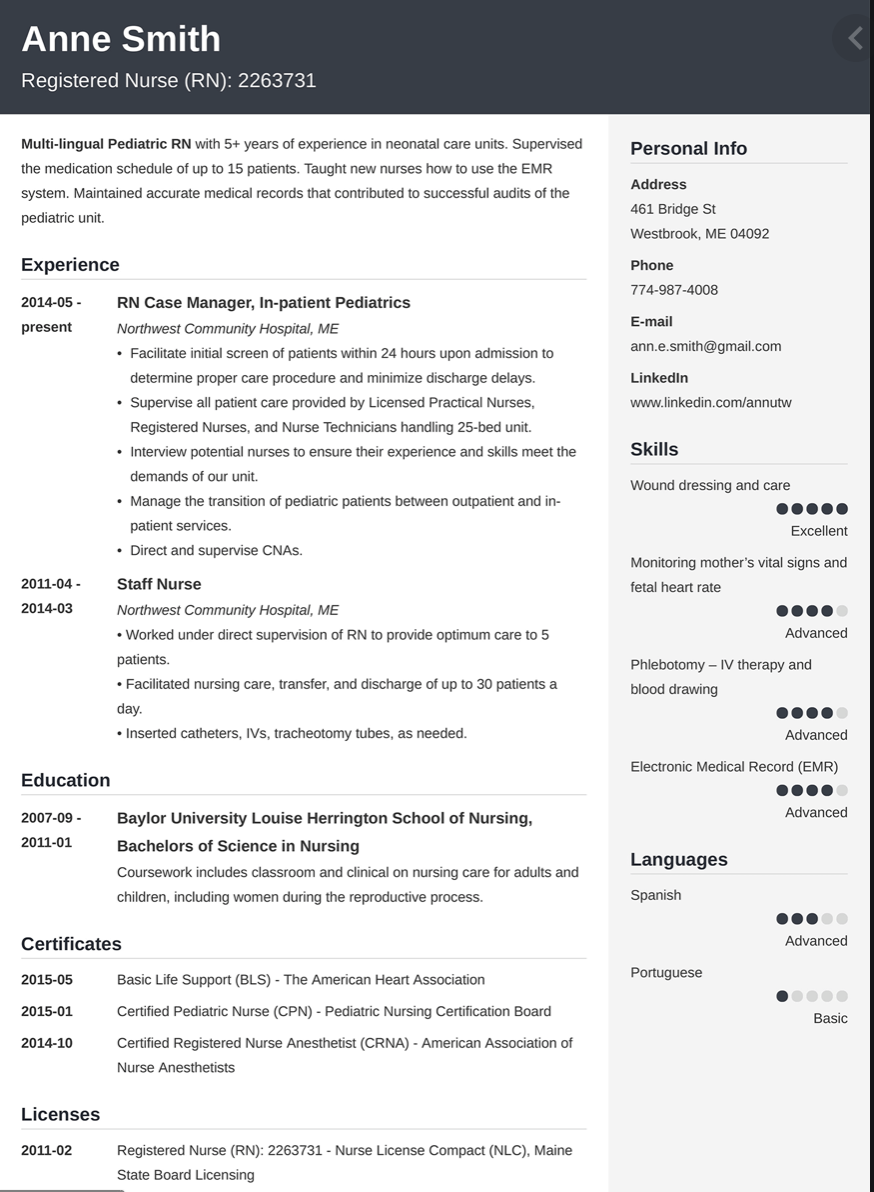 Anne Smith
Registered Nurse (RN): 2263731
Multi-lingual Pediatric RN with 5+ years of experience in neonatal care units. Supervised
the medication schedule of up to 15 patients. Taught new nurses how to use the EMR
system. Maintained accurate medical records that contributed to successful audits of the
pediatric unit.
Experience
2014-05 -
present
RN Case Manager, In-patient Pediatrics
Northwest Community Hospital, ME
• Facilitate initial screen of patients within 24 hours upon admission to
determine proper care procedure and minimize discharge delays.
• Supervise all patient care provided by Licensed Practical Nurses,
Registered Nurses, and Nurse Technicians handling 25-bed unit.
• Interview potential nurses to ensure their experience and skills meet the
demands of our unit.
• Manage the transition of pediatric patients between outpatient and in-
patient services.
• Direct and supervise CNAs.
2011-04 -
2014-03
Staff Nurse
Northwest Community Hospital, ME
• Worked under direct supervision of RN to provide optimum care to 5
patients.
• Facilitated nursing care, transfer, and discharge of up to 30 patients a
day.
• Inserted catheters, IVs, tracheotomy tubes, as needed.
Education
2007-09 -
2011-01
Baylor University Louise Herrington School of Nursing,
Bachelors of Science in Nursing
Coursework includes classroom and clinical on nursing care for adults and
children, including women during the reproductive process.
Certificates
2015-05 Basic Life Support (BLS) - The American Heart Association
2015-01 Certified Pediatric Nurse (CPN) - Pediatric Nursing Certification Board
2014-10 Certified Registered Nurse Anesthetist (CRNA) - American Association of
Nurse Anesthetists
Licenses
2011-02 Registered Nurse (RN): 2263731 - Nurse License Compact (NLC), Maine
State Board Licensing
Personal Info
Address
461 Bridge St
Westbrook, ME 04092
Phone
774-987-4008
E-mail
ann.e.smith@gmail.com
LinkedIn
www.linkedin.com/annutw
Skills
Wound dressing and care
Excellent
Monitoring mother’s vital signs and
fetal heart rate
Advanced
Phlebotomy – IV therapy and
blood drawing
Advanced
Electronic Medical Record (EMR)
Advanced
Languages
Spanish
Advanced
Portuguese
Basic